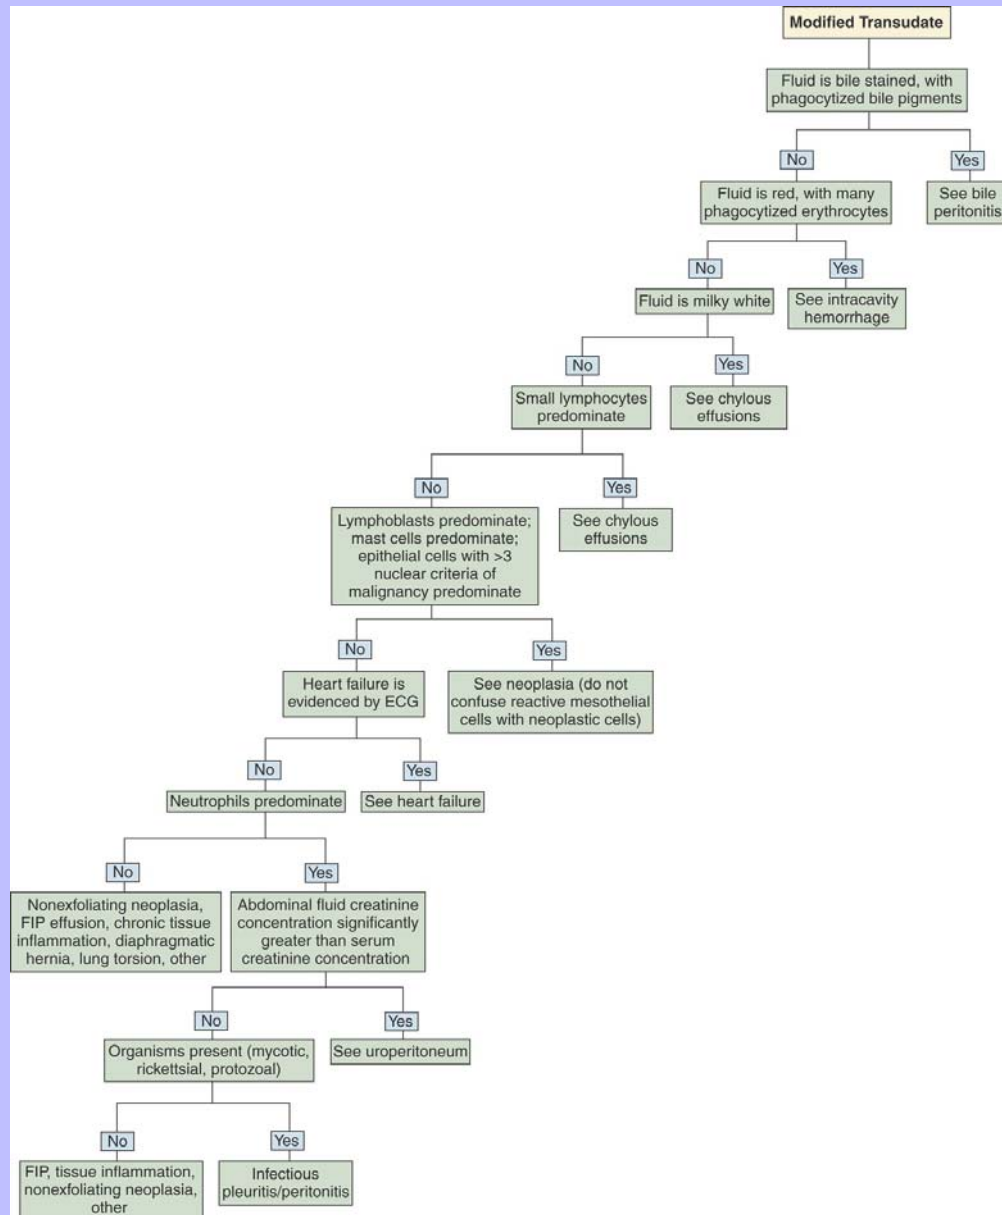 Modified Transudate
Fluid is bile stained, with
phagocytized bile pigments
No
Yes
Fluid is red, with many
phagocytized erythrocytes
See bile
peritonitis
No
Yes
Fluid is milky white
See intracavity
hemorrhage
No
Yes
Small lymphocytes
predominate
See chylous
effusions
No
Yes
Lymphoblasts predominate;
mast cells predominate;
epithelial cells with >3
nuclear criteria of
malignancy predominate
See chylous
effusions
No
Yes
Heart failure is
evidenced by ECG
See neoplasia (do not
confuse reactive mesothelial
cells with neoplastic cells)
No
Yes
Neutrophils predominate
See heart failure
No
Yes
Nonexfoliating neoplasia,
FIP effusion, chronic tissue
inflammation, diaphragmatic
hernia, lung torsion, other
Abdominal fluid creatinine
concentration significantly
greater than serum
creatinine concentration
No
Yes
Organisms present (mycotic,
rickettsial, protozoal)
See uroperitoneum
No
Yes
FIP, tissue inflammation,
nonexfoliating neoplasia,
other
Infectious
pleuritis/peritonitis